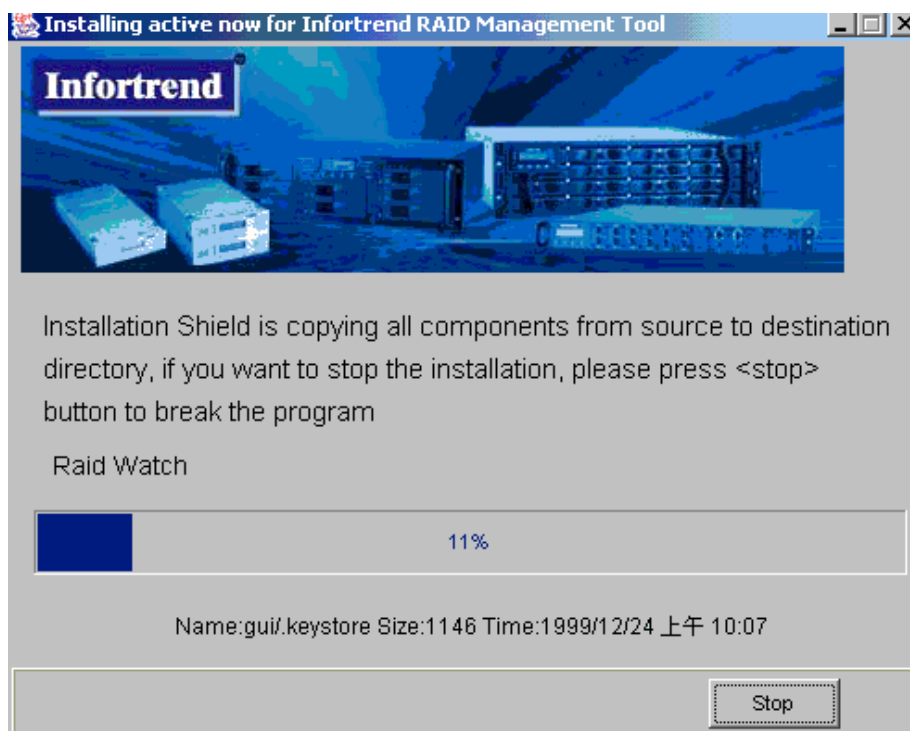 Installing active now for Infortrend RAID Management Tool
Infortrend
Installation Shield is copying all components from source to destination
directory, if you want to stop the installation, please press <stop>
button to break the program
Raid Watch
11%
Name:gui/.keystore Size:1146 Time:1999/12/24 上午 10:07
Stop